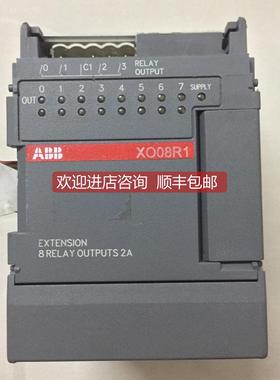 /0 /1 C1 /2 /3 RELAY OUTPUT
0 1 2 3 4 5 6 7 SUPPLY
OUT
ABB XO08R1
欢迎进店咨询 顺丰包邮
EXTENSION
8 RELAY OUTPUTS 2A